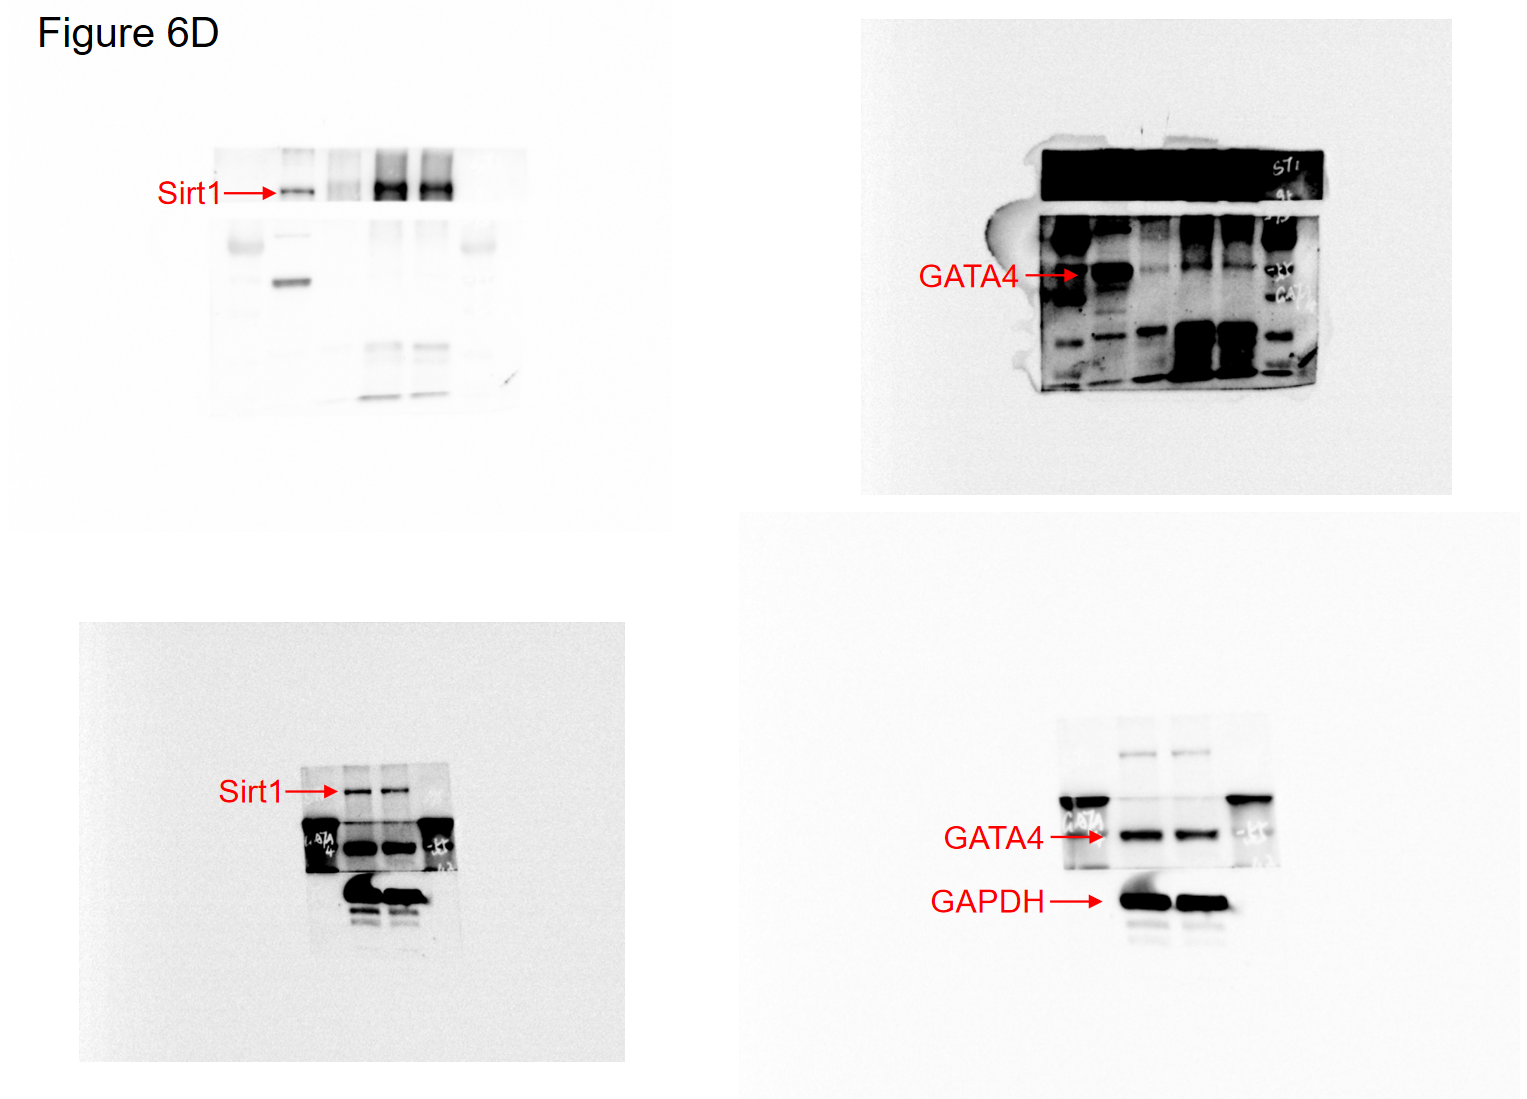 Figure 6D
Sirt1
GATA4
Sirt1
GATA4
GAPDH